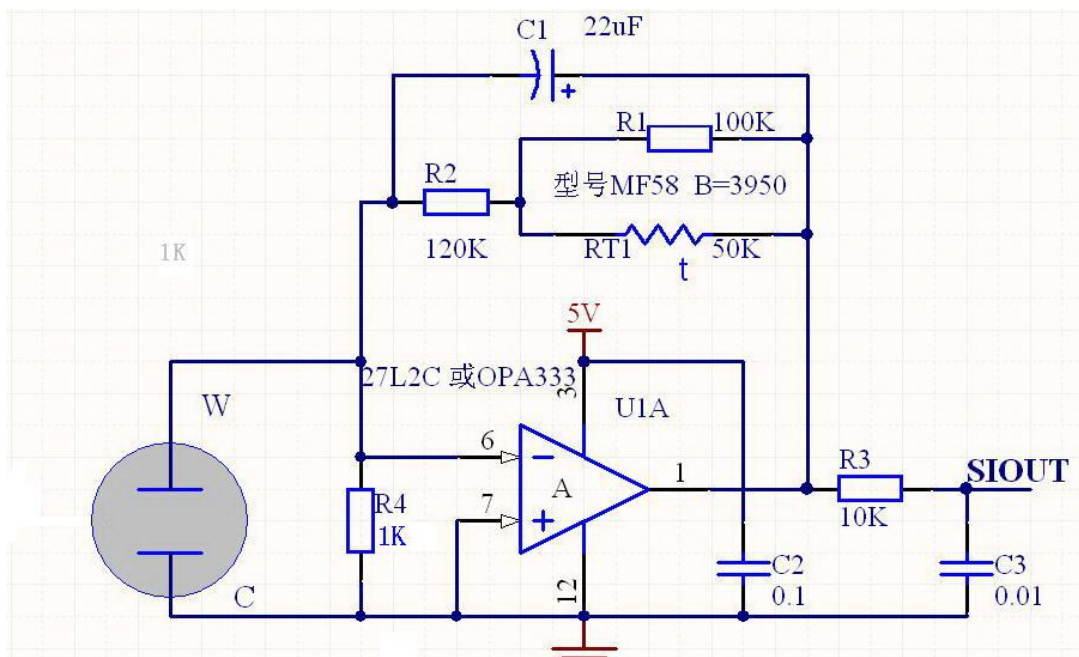 C1 22uF
R1 100K
R2
型号MF58 B=3950
120K
RT1 50K
t
1K
5V
27L2C 或OPA333
3
W
U1A
6
A
1
R3
SIOUT
7
R4
1K
10K
12
C2
0.1
C3
0.01
C